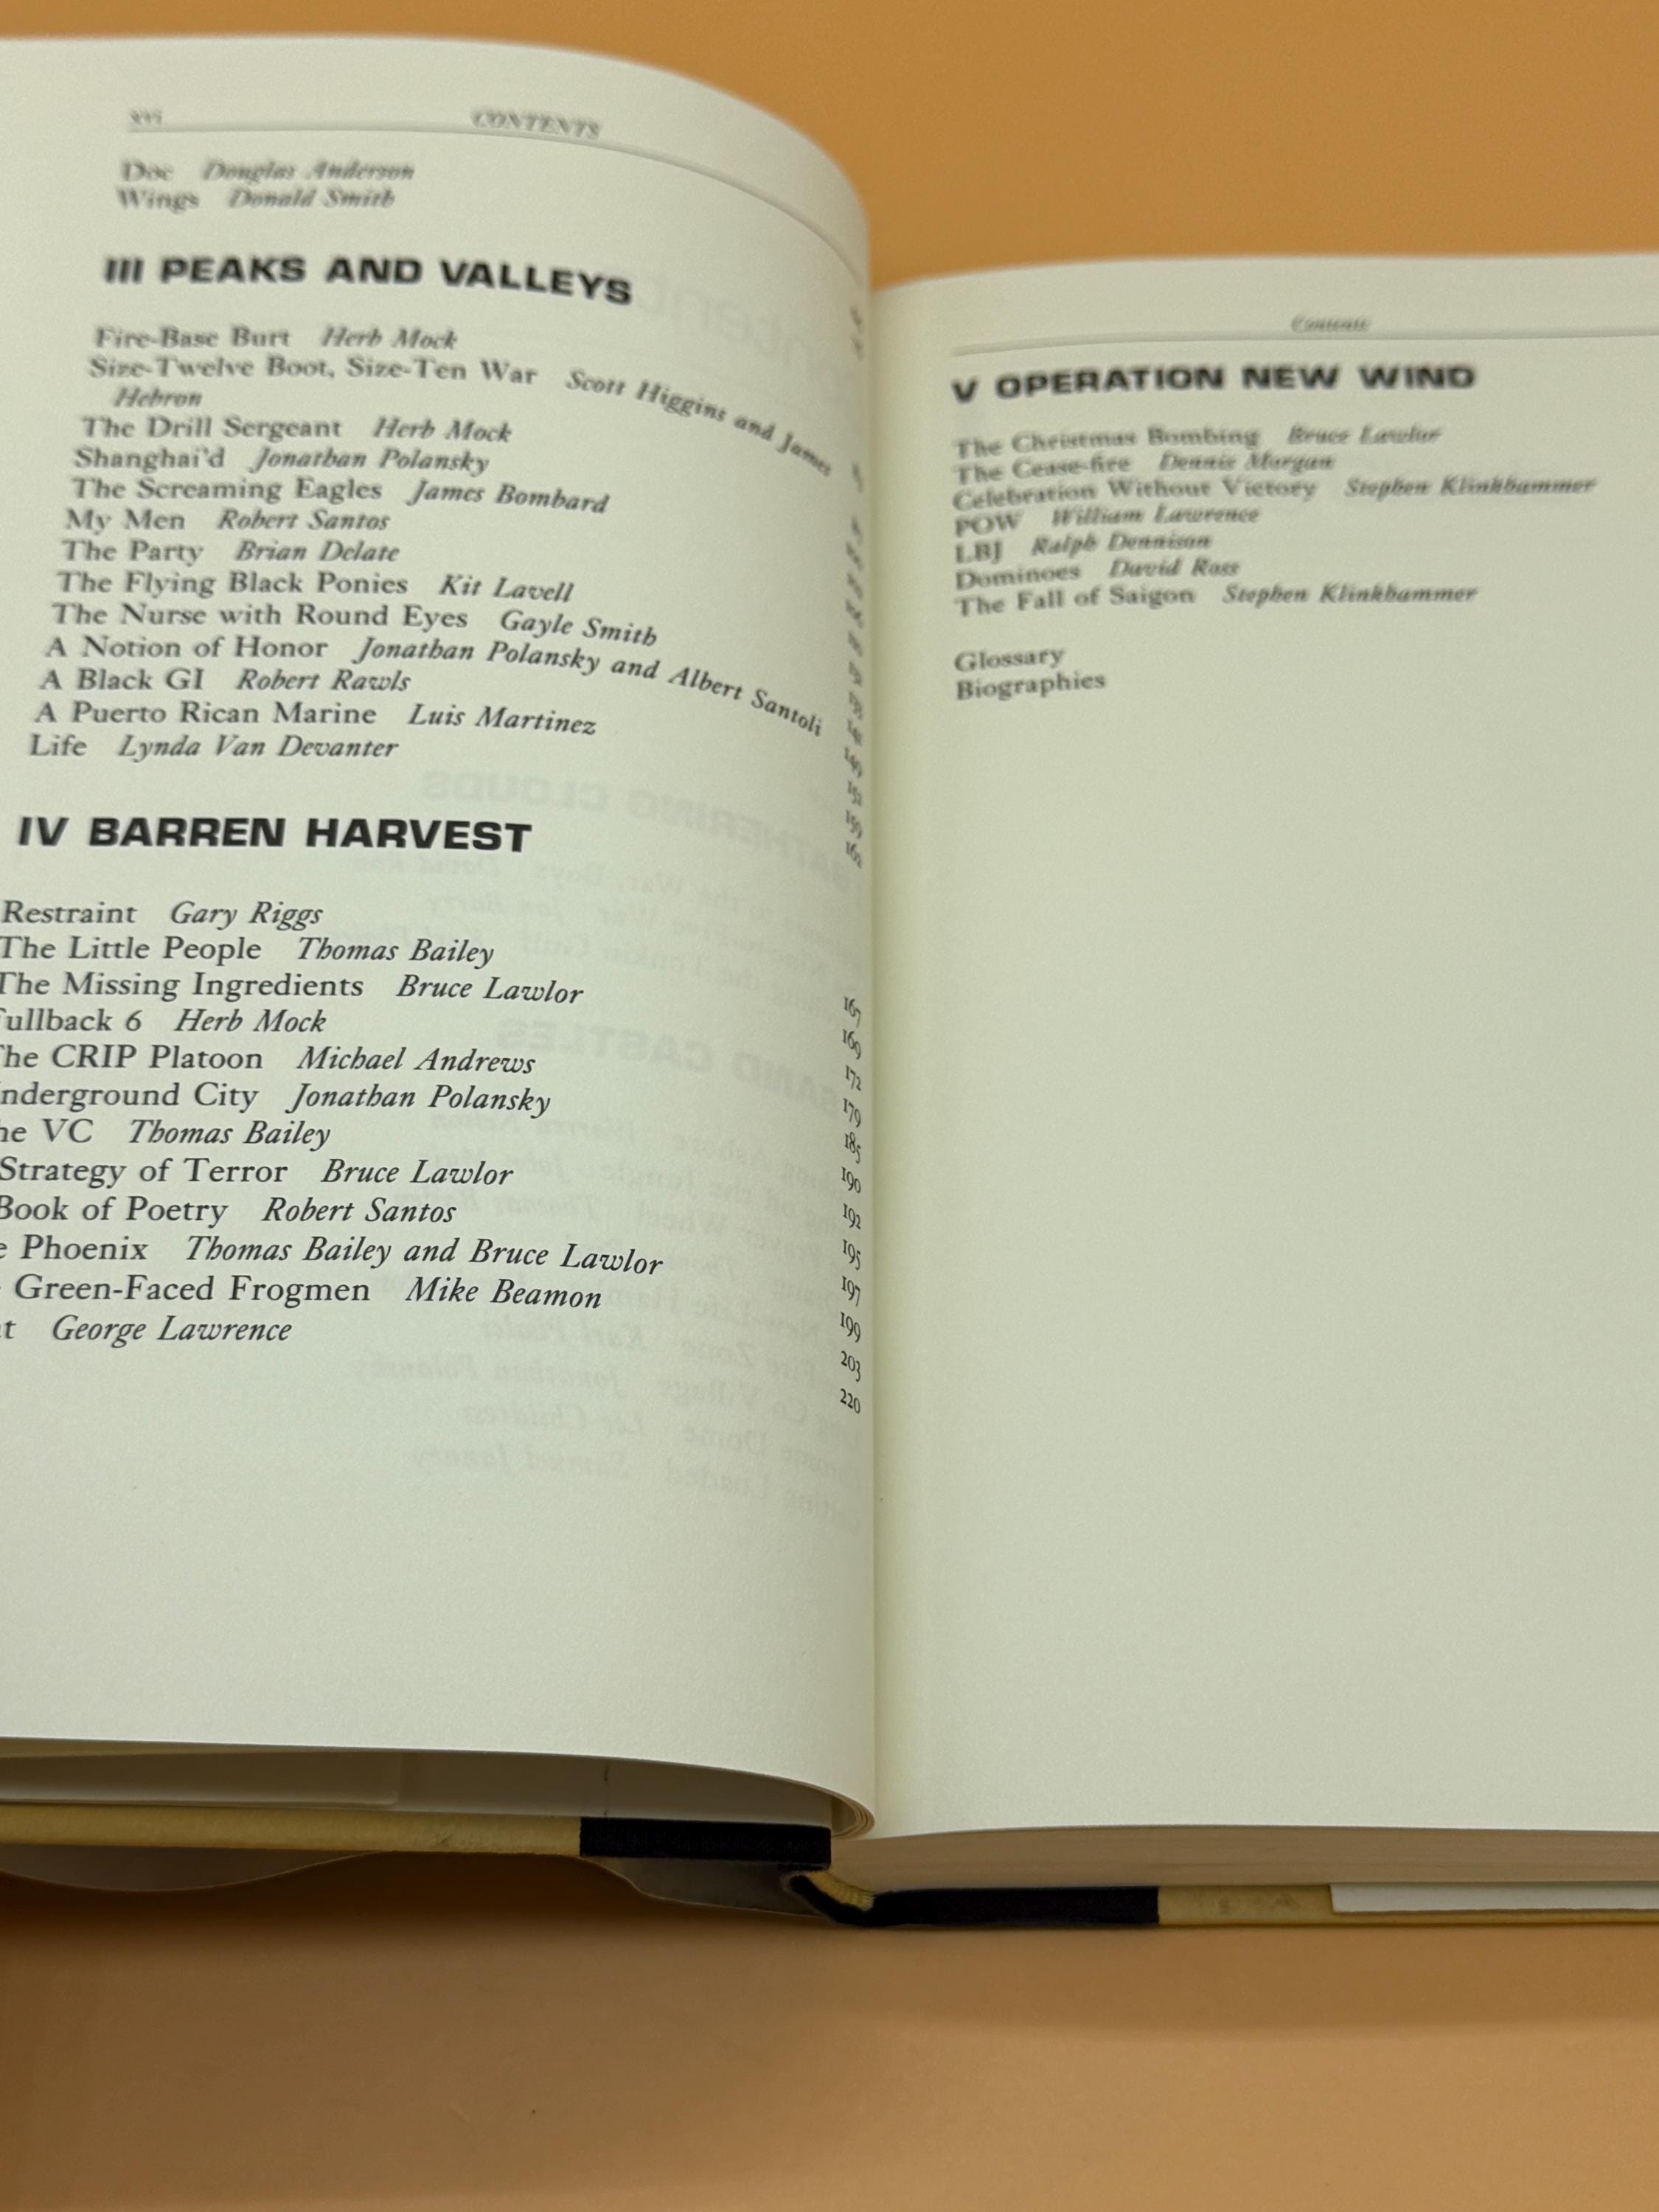 xvi CONTENTS
Doc Douglas Anderson
Wings Donald Smith
III PEAKS AND VALLEYS
Fire-Base Burt Herb Mock
Size-Twelve Boot, Size-Ten War Scott Higgins and James
Hebron
The Drill Sergeant Herb Mock
Shanghai'd Jonathan Polansky
The Screaming Eagles James Bombard
My Men Robert Santos
The Party Brian Delate
The Flying Black Ponies Kit Lavell
The Nurse with Round Eyes Gayle Smith
A Notion of Honor Jonathan Polansky and Albert Santoli
A Black GI Robert Rawls 149
A Puerto Rican Marine Luis Martinez 152
Life Lynda Van Devanter 159
162
IV BARREN HARVEST
Restraint Gary Riggs 167
The Little People Thomas Bailey 169
The Missing Ingredients Bruce Lawlor 172
ullback 6 Herb Mock 179
he CRIP Platoon Michael Andrews 185
nderground City Jonathan Polansky 190
he VC Thomas Bailey 192
Strategy of Terror Bruce Lawlor 195
Book of Poetry Robert Santos 197
e Phoenix Thomas Bailey and Bruce Lawlor 199
Green-Faced Frogmen Mike Beamon 203
t George Lawrence 220
Contents
V OPERATION NEW WIND
The Christmas Bombing Bruce Lawlor
The Cease-fire Dennis Morgan
Celebration Without Victory Stephen Klinkhammer
POW William Lawrence
LBJ Ralph Dennison
Dominoes David Ross
The Fall of Saigon Stephen Klinkhammer
Glossary
Biographies